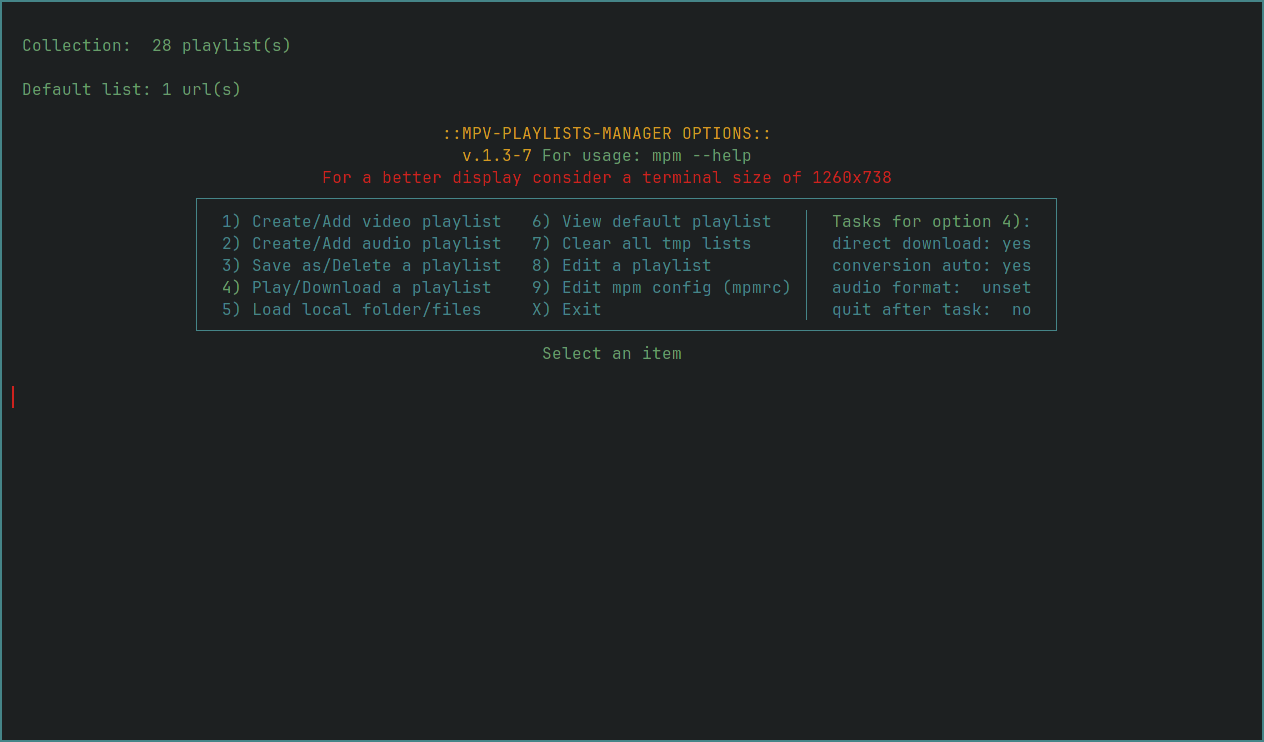 Collection:  28 playlist(s)
Default list: 1 url(s)
::MPV-PLAYLISTS-MANAGER OPTIONS::
v.1.3-7 For usage: mpm --help
For a better display consider a terminal size of 1260x738
1) Create/Add video playlist   6) View default playlist   Tasks for option 4):
2) Create/Add audio playlist   7) Clear all tmp lists   direct download: yes
3) Save as/Delete a playlist   8) Edit a playlist   conversion auto: yes
4) Play/Download a playlist   9) Edit mpm config (mpmrc)   audio format:  unset
5) Load local folder/files   X) Exit   quit after task:  no
Select an item